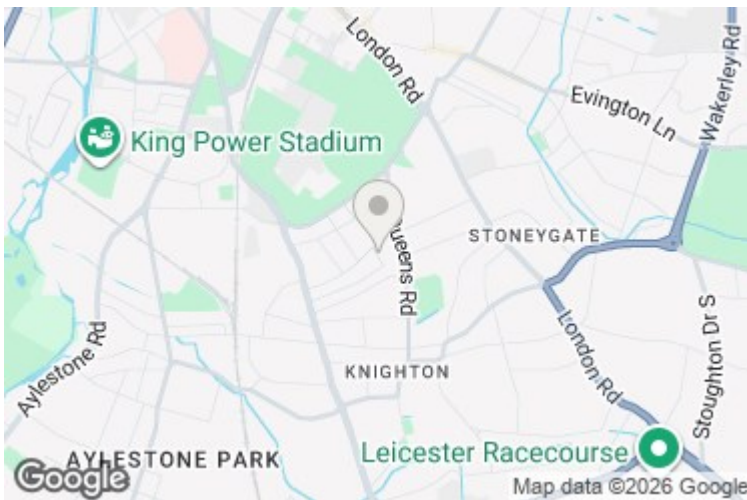 London Rd
Wakerley Rd
Evington Ln
King Power Stadium
STONEYGATE
Queens Rd
London Rd
Stoughton Dr S
Aylestone Rd
KNIGHTON
AYLESTONE PARK
Leicester Racecourse
Google
Map data ©2026 Google